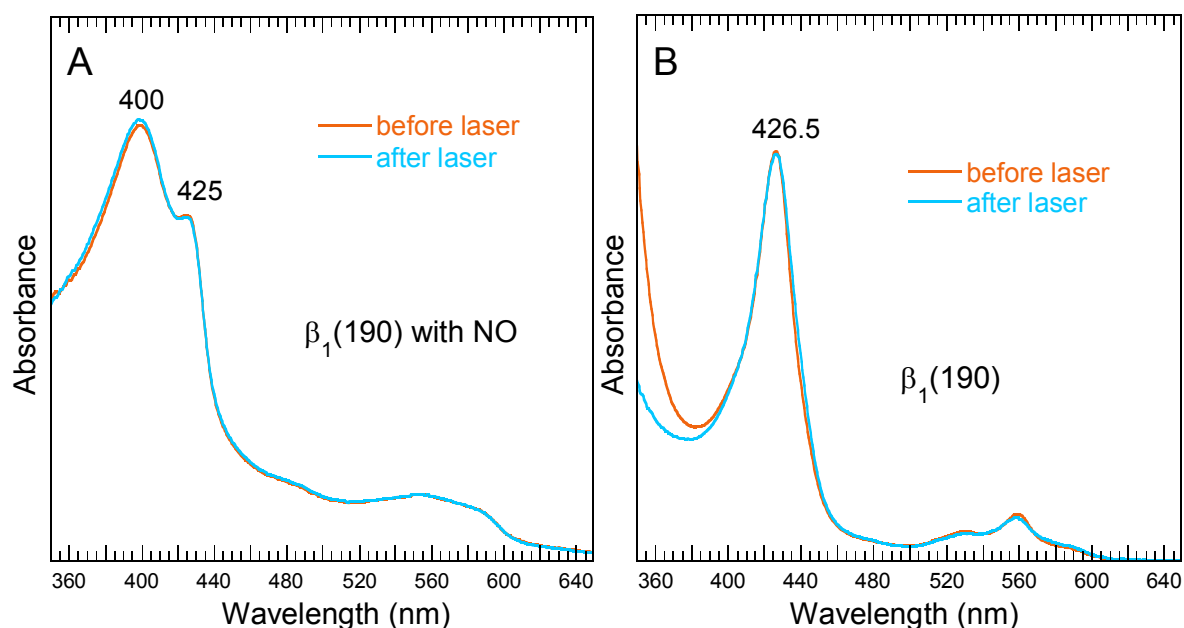 A
400
425
before laser
after laser
β1(190) with NO
Absorbance
360 400 440 480 520 560 600 640
Wavelength (nm)
B
426.5
before laser
after laser
β1(190)
Absorbance
360 400 440 480 520 560 600 640
Wavelength (nm)